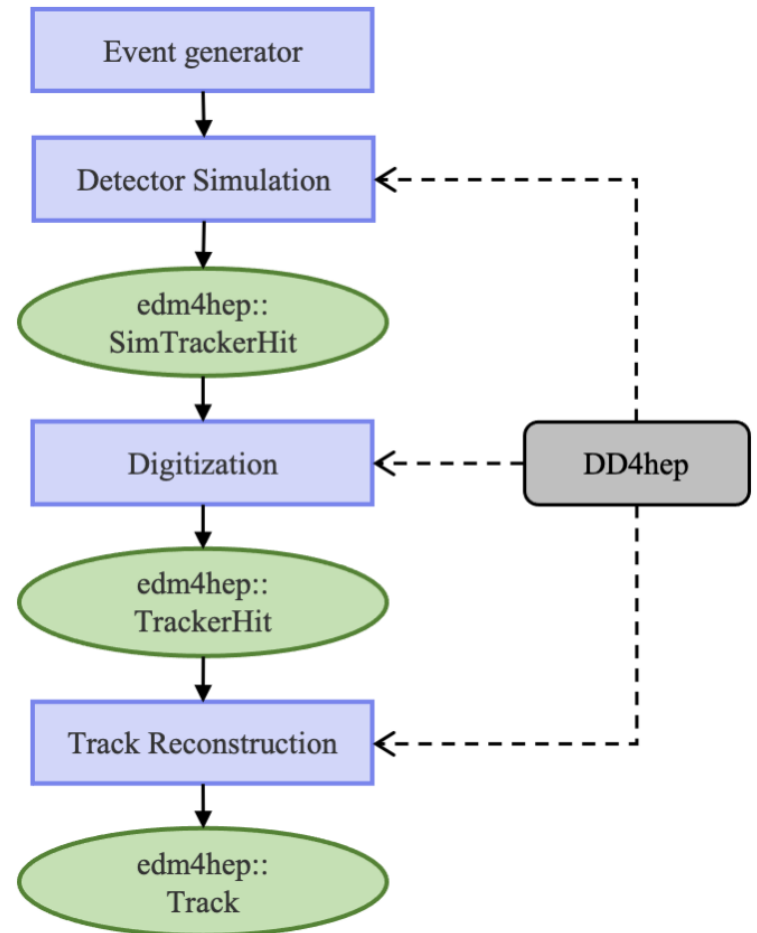 Event generator
Detector Simulation
edm4hep::
SimTrackerHit
Digitization
DD4hep
edm4hep::
TrackerHit
Track Reconstruction
edm4hep::
Track